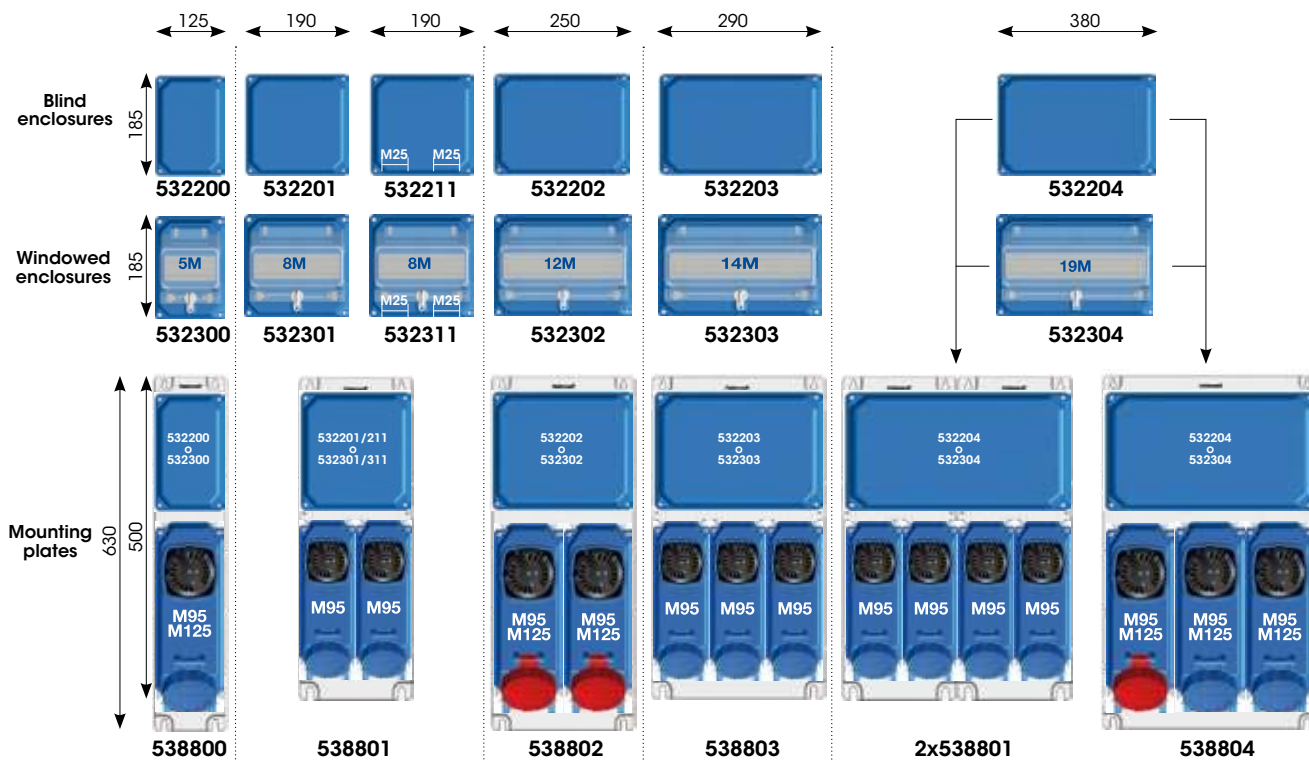 125
190
190
250
290
380
Blind
enclosures
185
M25 M25
532200
532201
532211
532202
532203
532204
Windowed
enclosures
185
5M
8M
8M
M25 M25
12M
14M
19M
532300
532301
532311
532302
532303
532304
Mounting
plates
630
500
532200
o
532300
532201/211
o
532301/311
532202
o
532302
532203
o
532303
532204
o
532304
532204
o
532304
M95
M125
M95
M95
M95
M125
M95
M125
M95
M95
M95
M95
M95
M95
M95
M95
M125
M95
M125
M95
M125
538800
538801
538802
538803
2x538801
538804